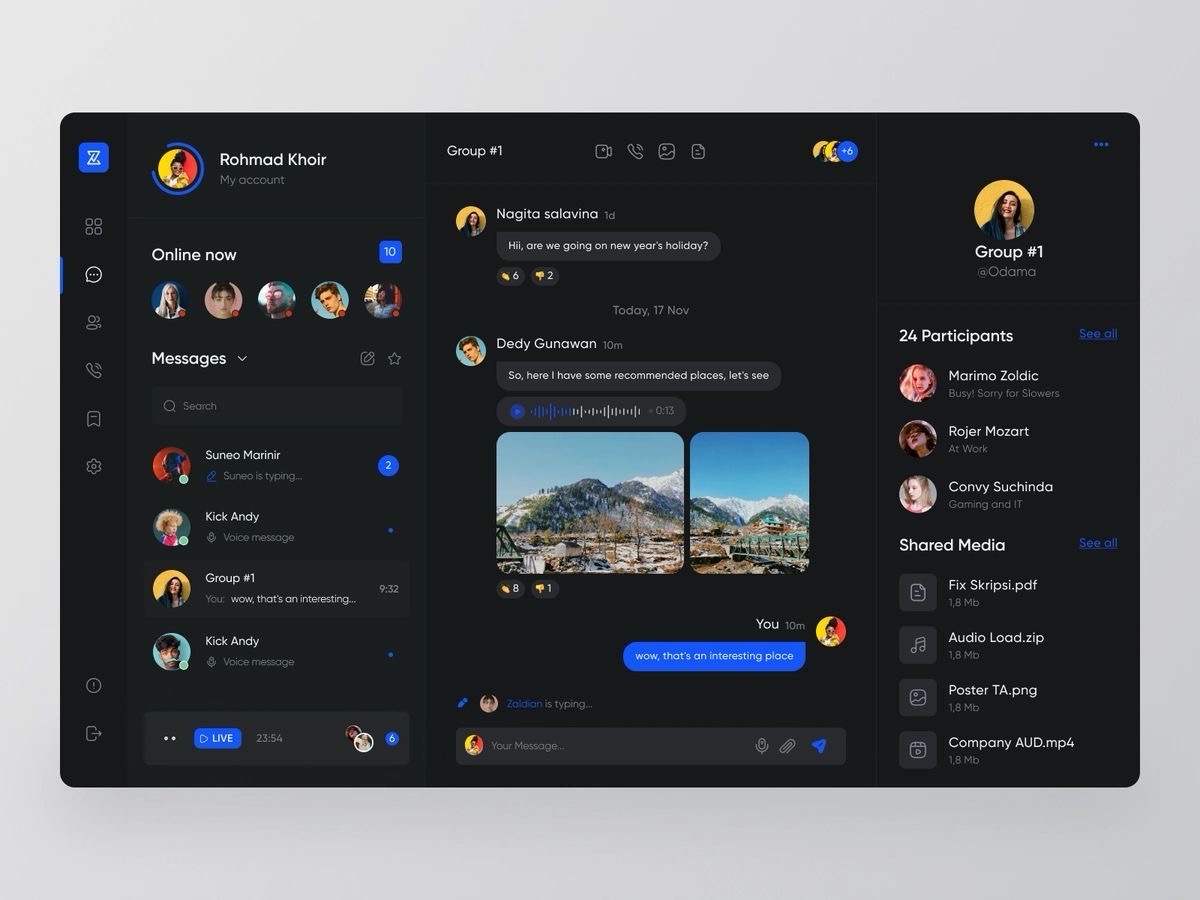 Rohmad Khoir
My account
Online now
10
Messages
Search
Suneo Marinir
Suneo is typing...
2
Kick Andy
Voice message
Group #1
You: wow, that's an interesting...
9:32
Kick Andy
Voice message
LIVE
23:54
6
Group #1
+6
Nagita salavina 1d
Hii, are we going on new year's holiday?
6
2
Today, 17 Nov
Dedy Gunawan 10m
So, here I have some recommended places, let's see
0:13
8
1
You 10m
wow, that's an interesting place
Zaldian is typing...
Your Message...
Group #1
@Odama
24 Participants
See all
Marimo Zoldic
Busy! Sorry for Slowers
Rojer Mozart
At Work
Convy Suchinda
Gaming and IT
Shared Media
See all
Fix Skripsi.pdf
1,8 Mb
Audio Load.zip
1,8 Mb
Poster TA.png
1,8 Mb
Company AUD.mp4
1,8 Mb